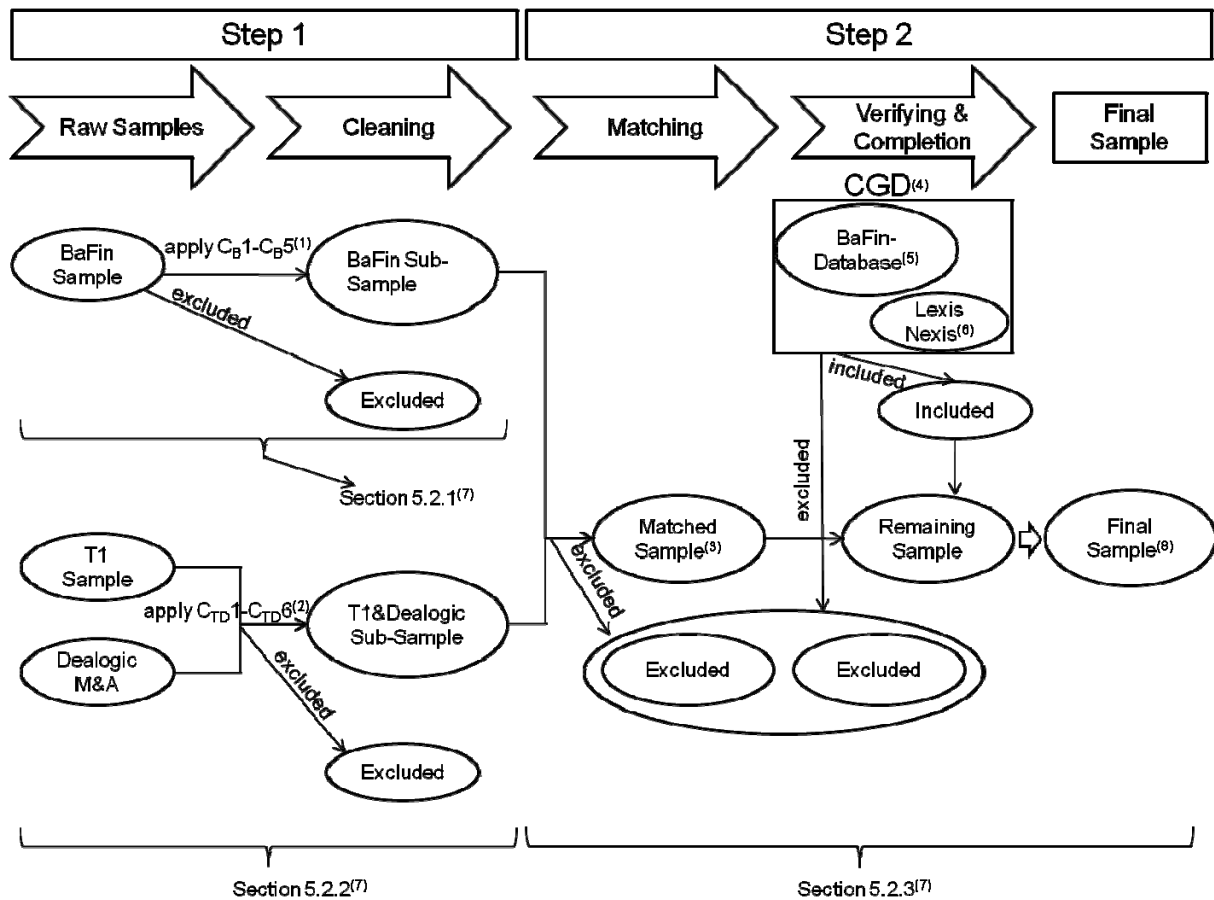 Step 1
Step 2
Raw Samples
Cleaning
Matching
Verifying &
Completion
Final
Sample
CGD(4)
BaFin
Sample
apply CB1-CB5(1)
BaFin Sub-
Sample
excluded
Excluded
BaFin-
Database(5)
Lexis
Nexis(6)
included
Included
excluded
Section 5.2.1(7)
T1
Sample
Dealogic
M&A
apply CTD1-CTD6(2)
T1&Dealogic
Sub-Sample
excluded
Excluded
Matched
Sample(3)
excluded
Remaining
Sample
Final
Sample(8)
Excluded
Excluded
Section 5.2.2(7)
Section 5.2.3(7)